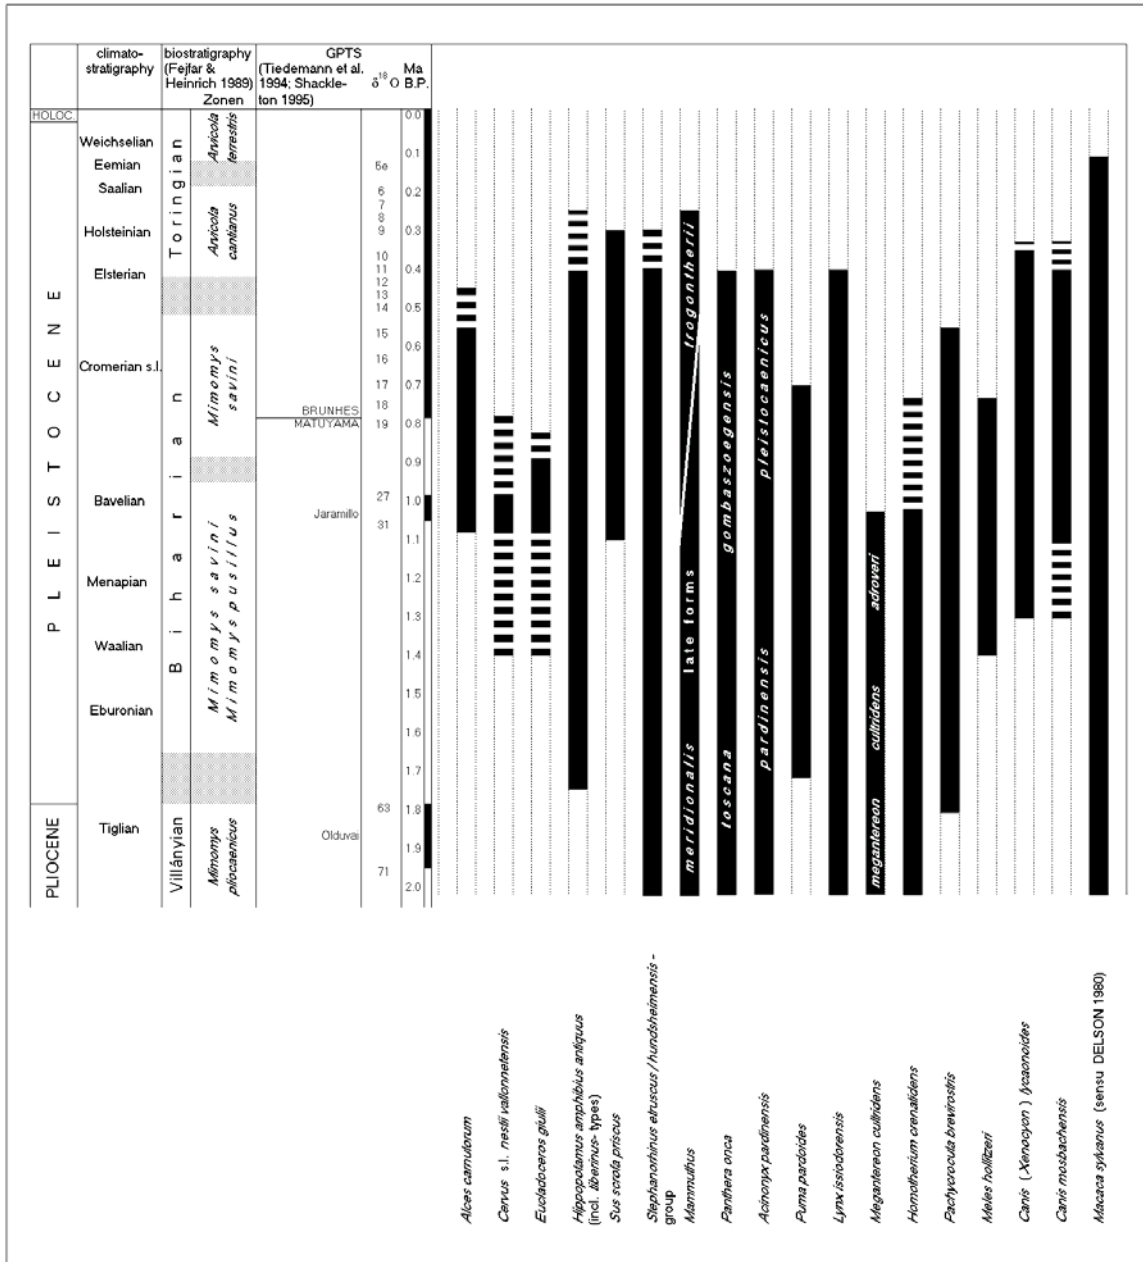 climato-
stratigraphy
biostratigraphy
(Fejfar &
Heinrich 1989)
Zonen
GPTS
(Tiedemann et al.
1994; Shackle-
ton 1995)
δ18 O
Ma
B.P.
HOLOC.
PLEISTOCENE
PLIOCENE
Weichselian
Eemian
Saalian
Holsteinian
Elsterian
Cromerian s.l.
Bavelian
Menapian
Waalian
Eburonian
Tiglian
Toringian
Biharian
Villányian
Arvicola
terrestris
Arvicola
cantianus
Mimomys
savini
Mimomys savini
Mimomys pusillus
Mimomys
pliocaenicus
BRUNHES
MATUYAMA
Jaramillo
Olduvai
5e
6
7
8
9
10
11
12
13
14
15
16
17
18
19
27
31
63
71
0.0
0.1
0.2
0.3
0.4
0.5
0.6
0.7
0.8
0.9
1.0
1.1
1.2
1.3
1.4
1.5
1.6
1.7
1.8
1.9
2.0
meridionalis late forms trogontherii
toscana gombaszoegensis
pardinensis pleistocaenicus
megantereon cultridens adroveri
Alces carnutorum
Cervus s.l. nestii vallonnetensis
Eucladoceros giulii
Hippopotamus amphibius antiquus
(incl. tiberinus- types)
Sus scrofa priscus
Stephanorhinus etruscus / hundsheimensis -
group
Mammuthus
Panthera onca
Acinonyx pardinensis
Puma pardoides
Lynx issiodorensis
Megantereon cultridens
Homotherium crenatidens
Pachycrocuta brevirostris
Meles hollitzeri
Canis (Xenocyon) lycaonoides
Canis mosbachensis
Macaca sylvanus (sensu DELSON 1980)